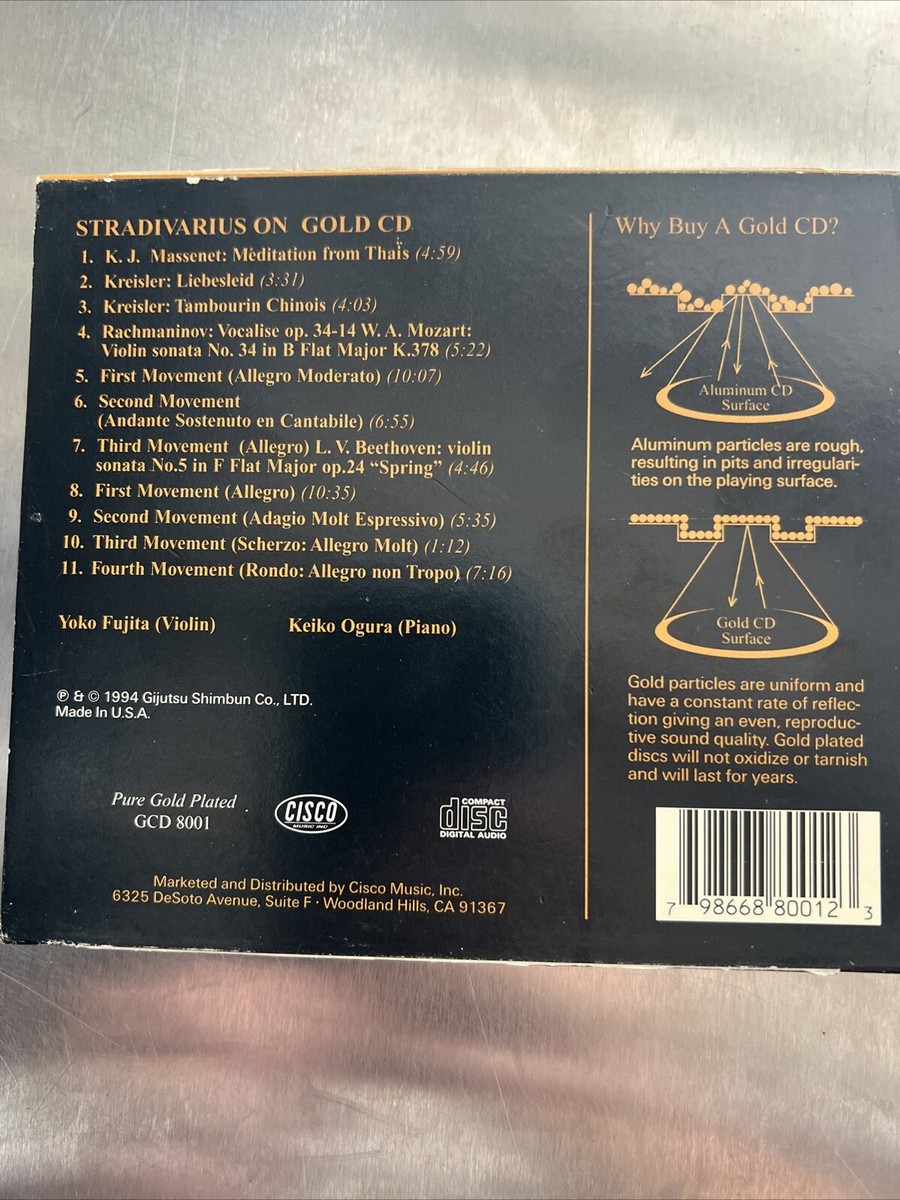 STRADIVARIUS ON GOLD CD
1. K. J. Massenet: Méditation from Thaïs (4:59)
2. Kreisler: Liebesleid (3:31)
3. Kreisler: Tambourin Chinois (4:03)
4. Rachmaninov: Vocalise op. 34-14 W. A. Mozart:
Violin sonata No. 34 in B Flat Major K.378 (5:22)
5. First Movement (Allegro Moderato) (10:07)
6. Second Movement
(Andante Sostenuto en Cantabile) (6:55)
7. Third Movement (Allegro) L. V. Beethoven: violin
sonata No.5 in F Flat Major op.24 “Spring” (4:46)
8. First Movement (Allegro) (10:35)
9. Second Movement (Adagio Molt Espressivo) (5:35)
10. Third Movement (Scherzo: Allegro Molt) (1:12)
11. Fourth Movement (Rondo: Allegro non Tropo) (7:16)
Yoko Fujita (Violin) Keiko Ogura (Piano)
℗ & © 1994 Gijutsu Shimbun Co., LTD.
Made In U.S.A.
Pure Gold Plated
GCD 8001
CISCO
MUSIC INC
COMPACT
disc
DIGITAL AUDIO
Marketed and Distributed by Cisco Music, Inc.
6325 DeSoto Avenue, Suite F · Woodland Hills, CA 91367
Why Buy A Gold CD?
Aluminum CD
Surface
Aluminum particles are rough,
resulting in pits and irregulari-
ties on the playing surface.
Gold CD
Surface
Gold particles are uniform and
have a constant rate of reflec-
tion giving an even, reproduc-
tive sound quality. Gold plated
discs will not oxidize or tarnish
and will last for years.
7 98668 80012 3